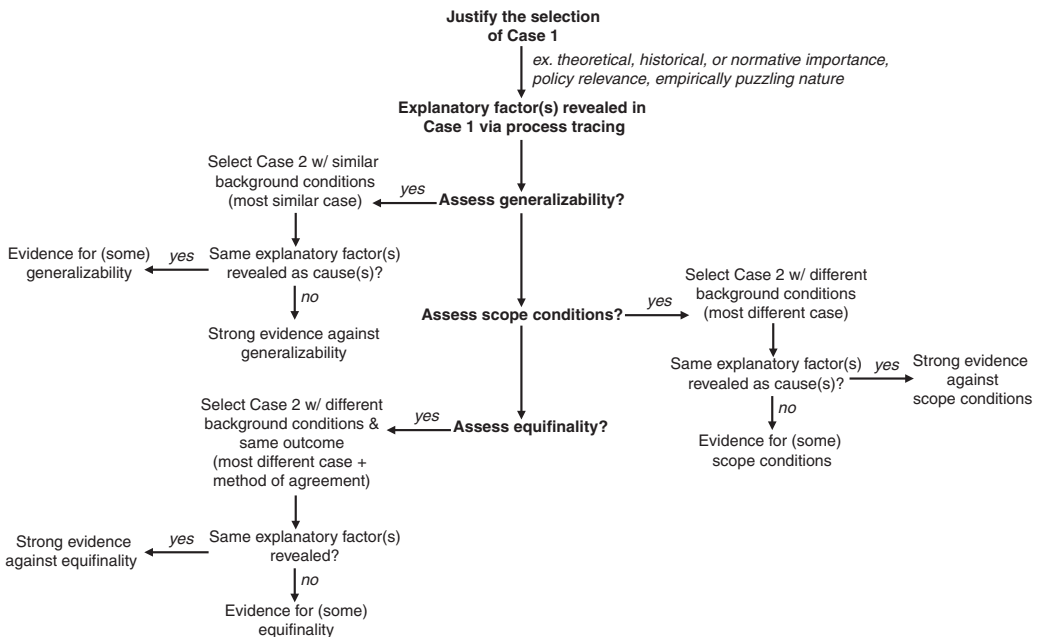 Justify the selection
of Case 1
ex. theoretical, historical, or normative importance,
policy relevance, empirically puzzling nature
Explanatory factor(s) revealed in
Case 1 via process tracing
Assess generalizability?
yes
Select Case 2 w/ similar
background conditions
(most similar case)
Same explanatory factor(s)
revealed as cause(s)?
yes
Evidence for (some)
generalizability
no
Strong evidence against
generalizability
Assess scope conditions?
yes
Select Case 2 w/ different
background conditions
(most different case)
Same explanatory factor(s)
revealed as cause(s)?
yes
Strong evidence
against
scope conditions
no
Evidence for (some)
scope conditions
Assess equifinality?
yes
Select Case 2 w/ different
background conditions &
same outcome
(most different case +
method of agreement)
Same explanatory factor(s)
revealed?
yes
Strong evidence
against equifinality
no
Evidence for (some)
equifinality